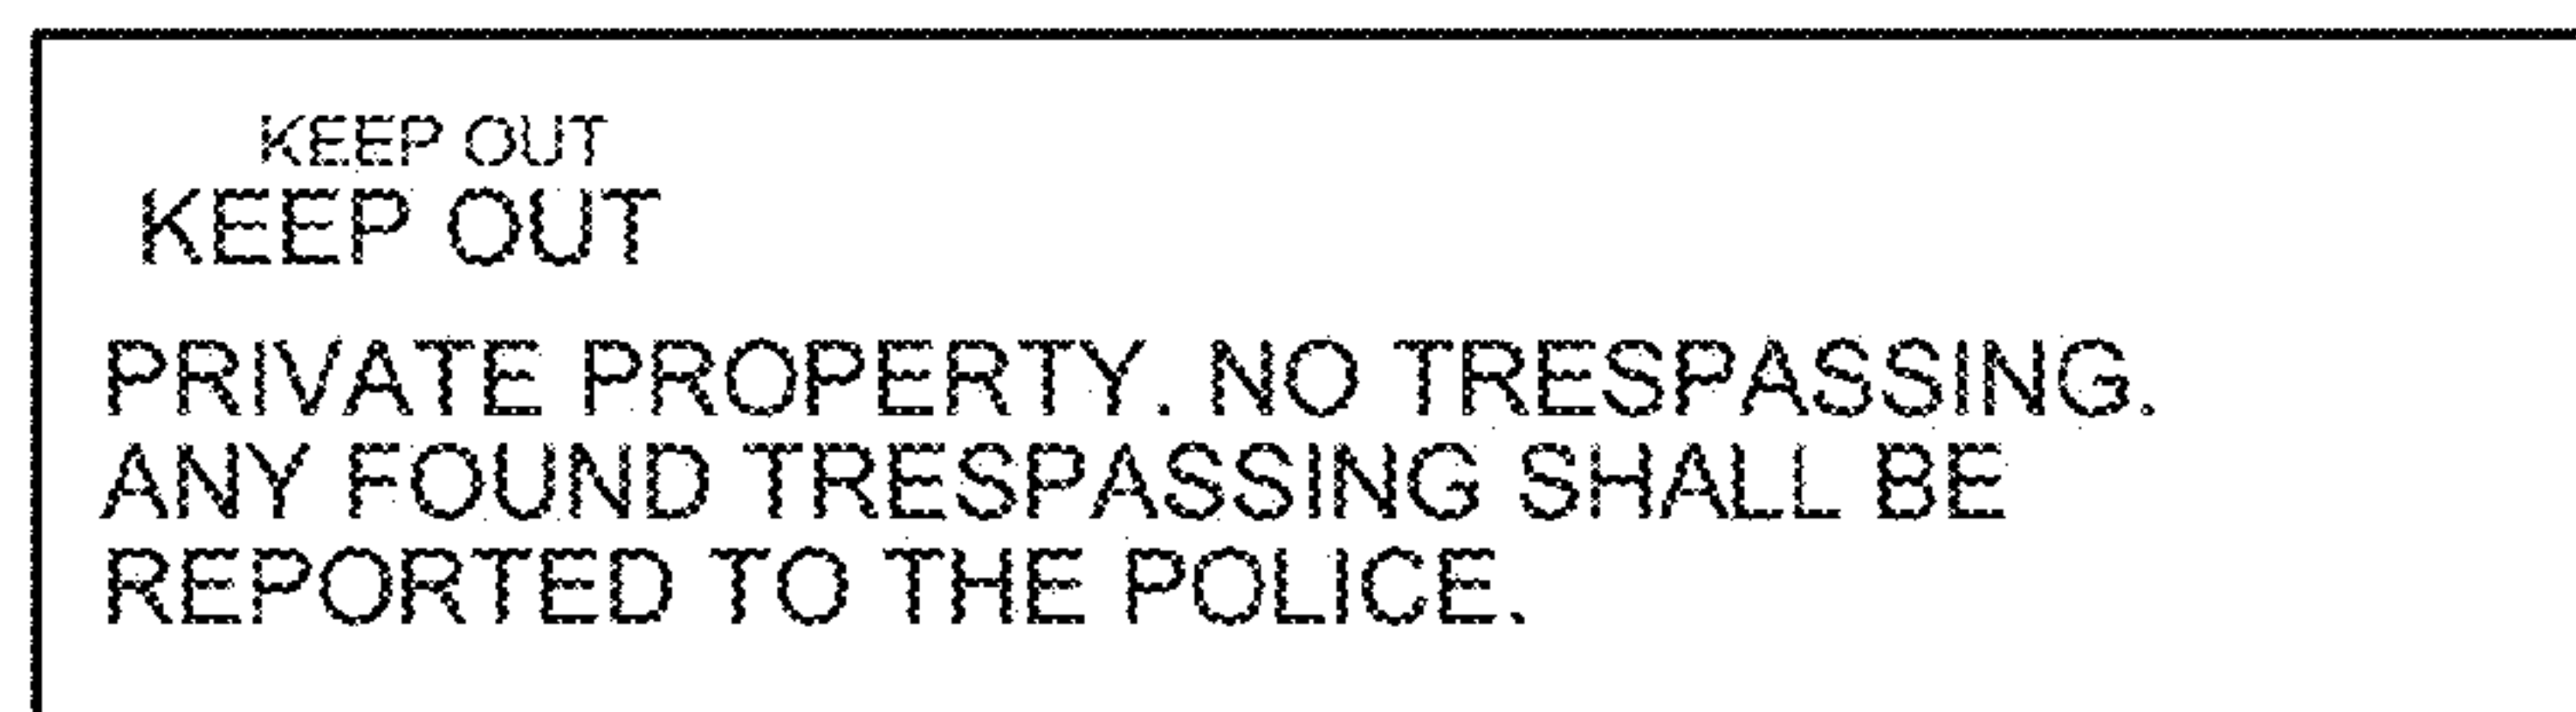 KEEP OUT
KEEP OUT
PRIVATE PROPERTY. NO TRESPASSING.
ANY FOUND TRESPASSING SHALL BE
REPORTED TO THE POLICE.